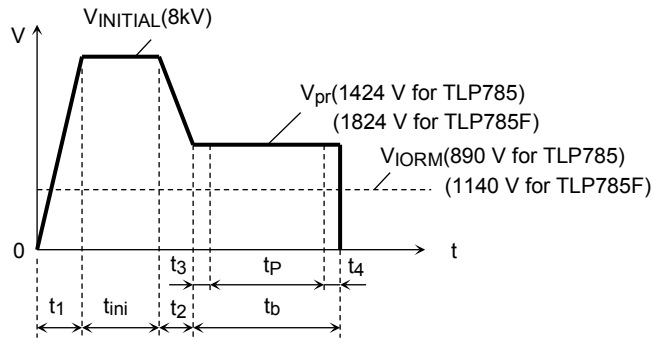 VINITIAL(8kV)
V
Vpr(1424 V for TLP785)
(1824 V for TLP785F)
VIORM(890 V for TLP785)
(1140 V for TLP785F)
0
t
t3
tP
t4
t1
tini
t2
tb